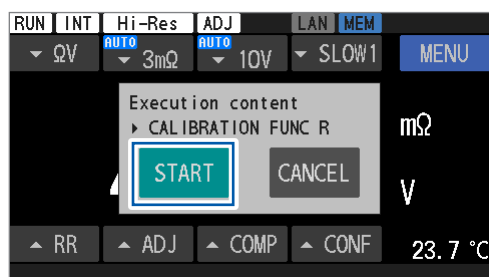 RUN INT Hi-Res ADJ LAN MEM
ΩV AUTO 3mΩ AUTO 10V SLOW1 MENU
Execution content
CALIBRATION FUNC R
mΩ
START CANCEL
V
RR ADJ COMP CONF 23.7 °C